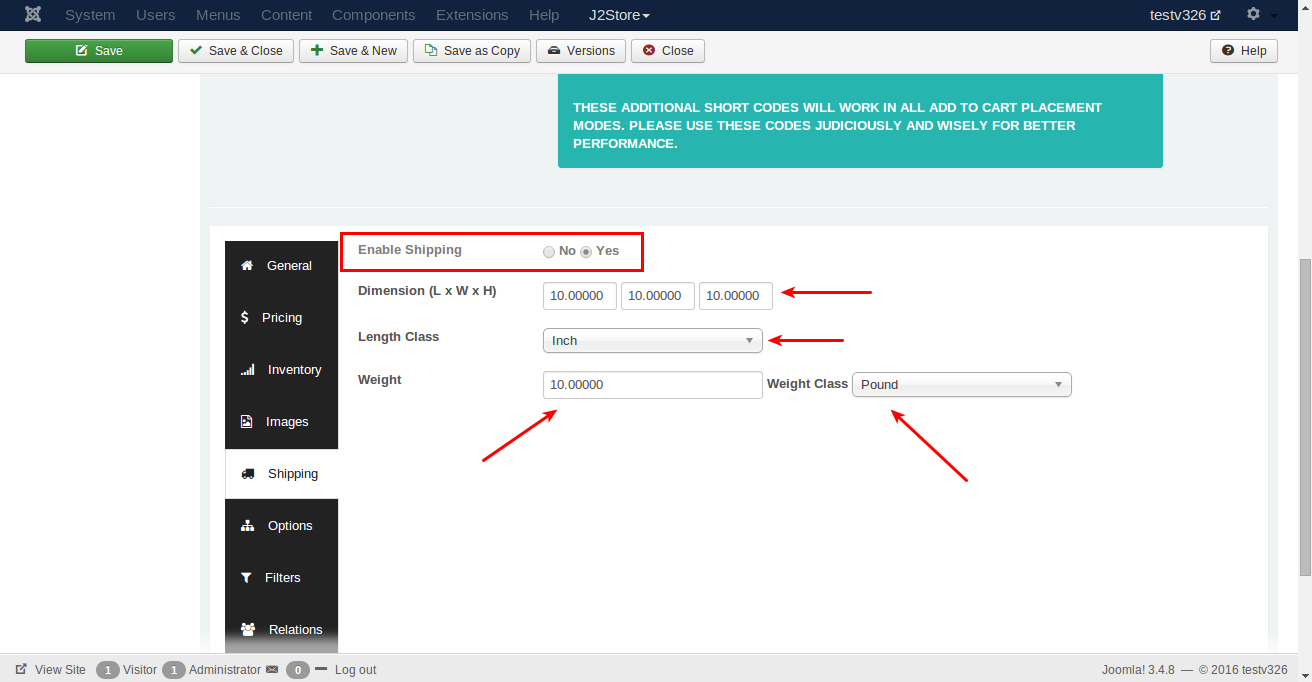 System Users Menus Content Components Extensions Help J2Store testv326
Save Save & Close Save & New Save as Copy Versions Close Help
THESE ADDITIONAL SHORT CODES WILL WORK IN ALL ADD TO CART PLACEMENT
MODES. PLEASE USE THESE CODES JUDICIOUSLY AND WISELY FOR BETTER
PERFORMANCE.
General
Pricing
Inventory
Images
Shipping
Options
Filters
Relations
Enable Shipping No Yes
Dimension (L x W x H) 10.00000 10.00000 10.00000
Length Class Inch
Weight 10.00000 Weight Class Pound
View Site 1 Visitor 1 Administrator 0 Log out Joomla! 3.4.8 — © 2016 testv326